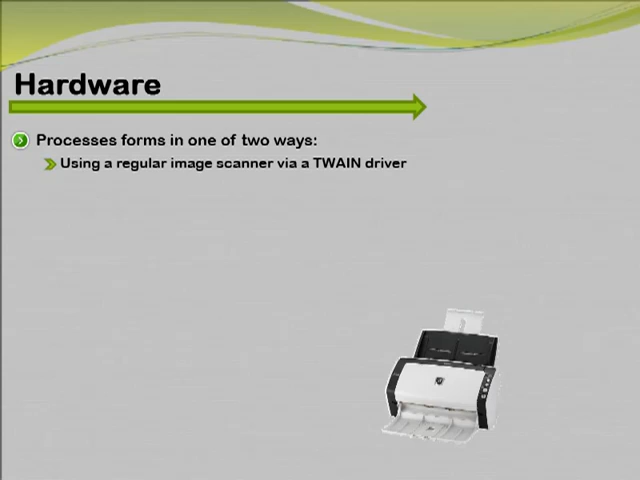 Hardware
Processes forms in one of two ways:
Using a regular image scanner via a TWAIN driver